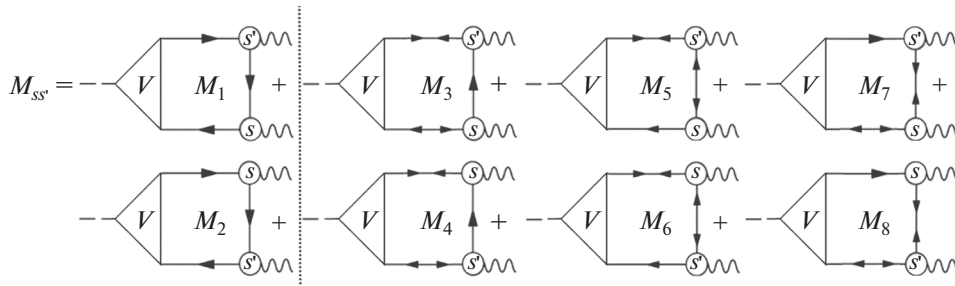 M_{ss'} = V M_1 s' s + V M_3 s' s + V M_5 s' s + V M_7 s' s +
V M_2 s s' + V M_4 s s' + V M_6 s s' + V M_8 s s'